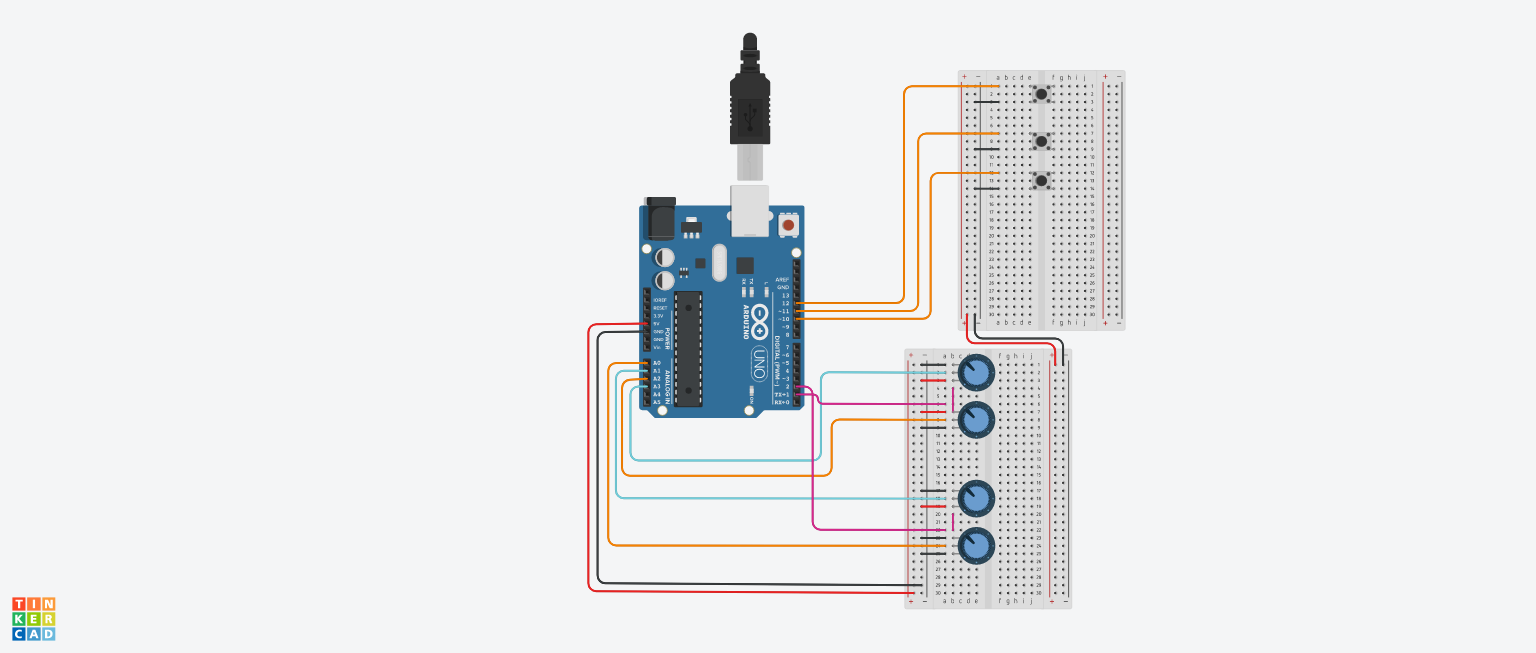 AREF
GND
13
12
~11
~10
~9
8
7
~6
~5
4
~3
2
TX→1
RX←0
DIGITAL (PWM~)
IOREF
RESET
3.3V
5V
GND
GND
Vin
POWER
A0
A1
A2
A3
A4
A5
ANALOG IN
RX
TX
L
ON
ARDUINO
UNO
+ − a b c d e f g h i j + −
+ − + −
+ − a b c d e f g h i j + −
+ − a b c d e f g h i j + −
TIN
KER
CAD